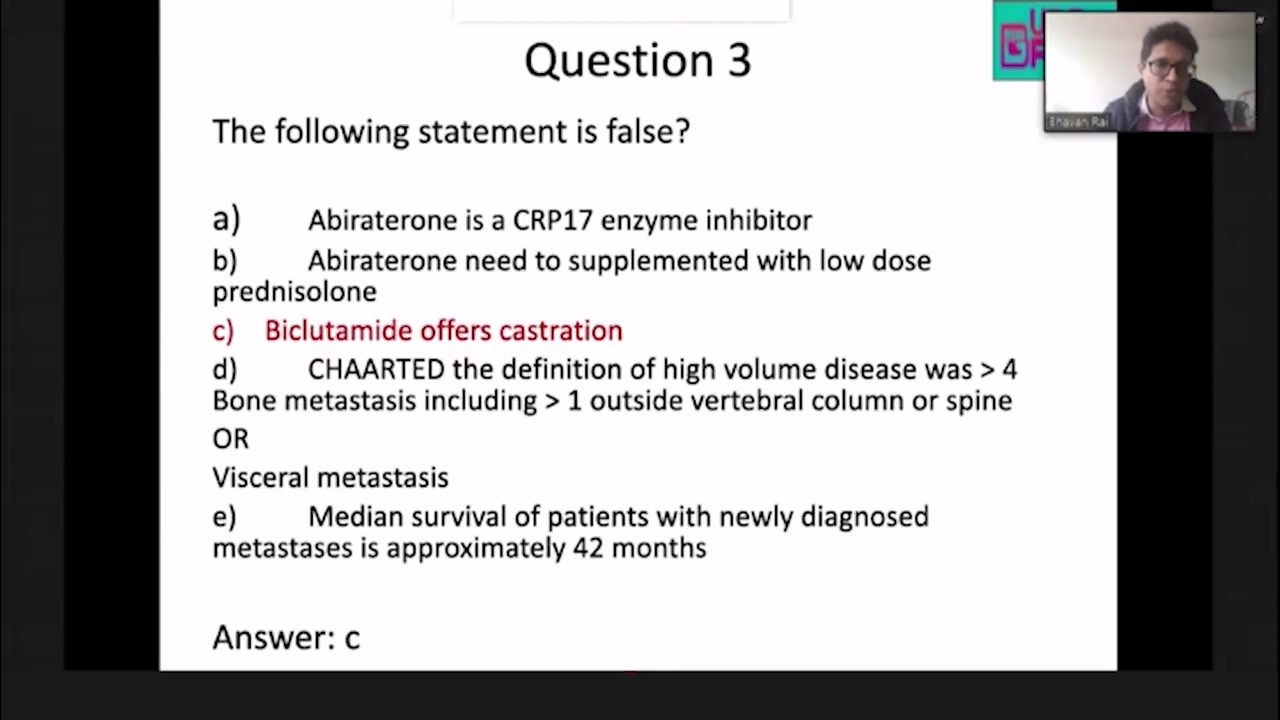 Question 3
The following statement is false?
a) Abiraterone is a CRP17 enzyme inhibitor
b) Abiraterone need to supplemented with low dose
prednisolone
c) Biclutamide offers castration
d) CHAARTED the definition of high volume disease was > 4
Bone metastasis including > 1 outside vertebral column or spine
OR
Visceral metastasis
e) Median survival of patients with newly diagnosed
metastases is approximately 42 months
Answer: c
Bhavan Rai